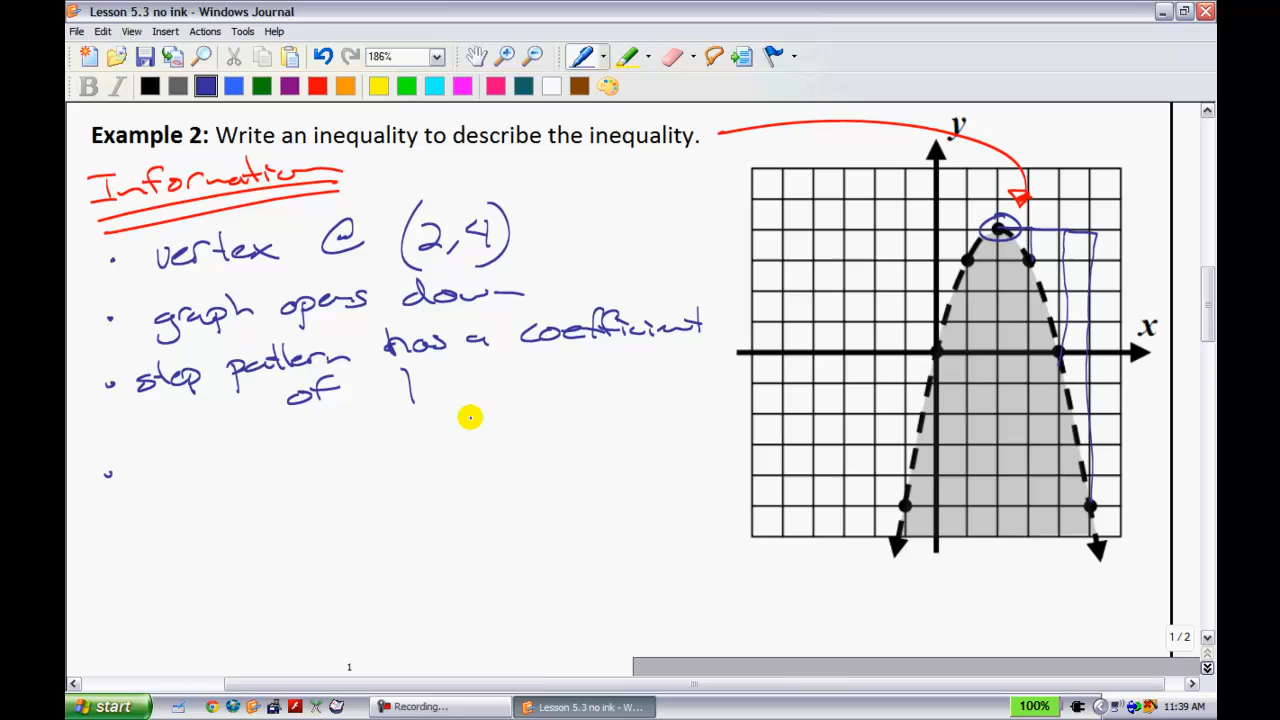 Lesson 5.3 no ink - Windows Journal
File Edit View Insert Actions Tools Help
186%
B I
Example 2: Write an inequality to describe the inequality.
Information
• vertex @ (2,4)
• graph opens down
• step pattern has a coefficient
of 1
•
y
x
1 / 2
1
start
Recording...
Lesson 5.3 no ink - W...
100%
11:39 AM